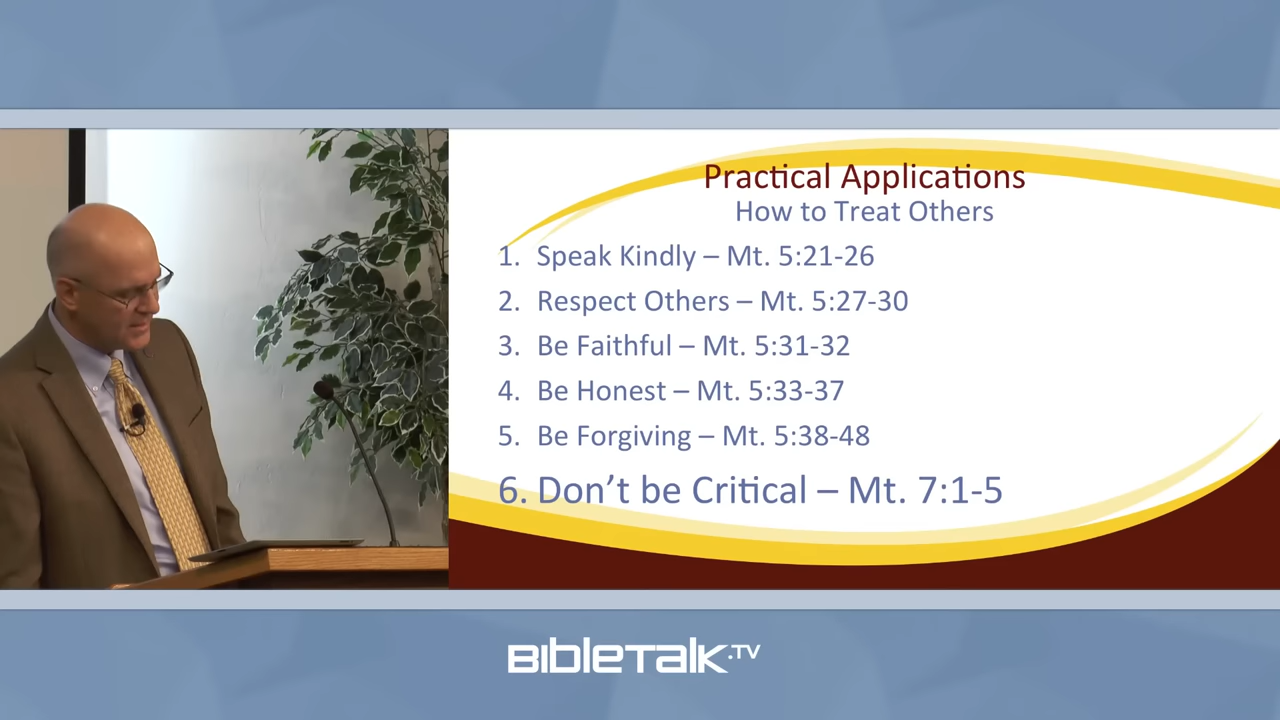 Practical Applications
How to Treat Others
1. Speak Kindly – Mt. 5:21-26
2. Respect Others – Mt. 5:27-30
3. Be Faithful – Mt. 5:31-32
4. Be Honest – Mt. 5:33-37
5. Be Forgiving – Mt. 5:38-48
6. Don’t be Critical – Mt. 7:1-5
BibleTalk.TV